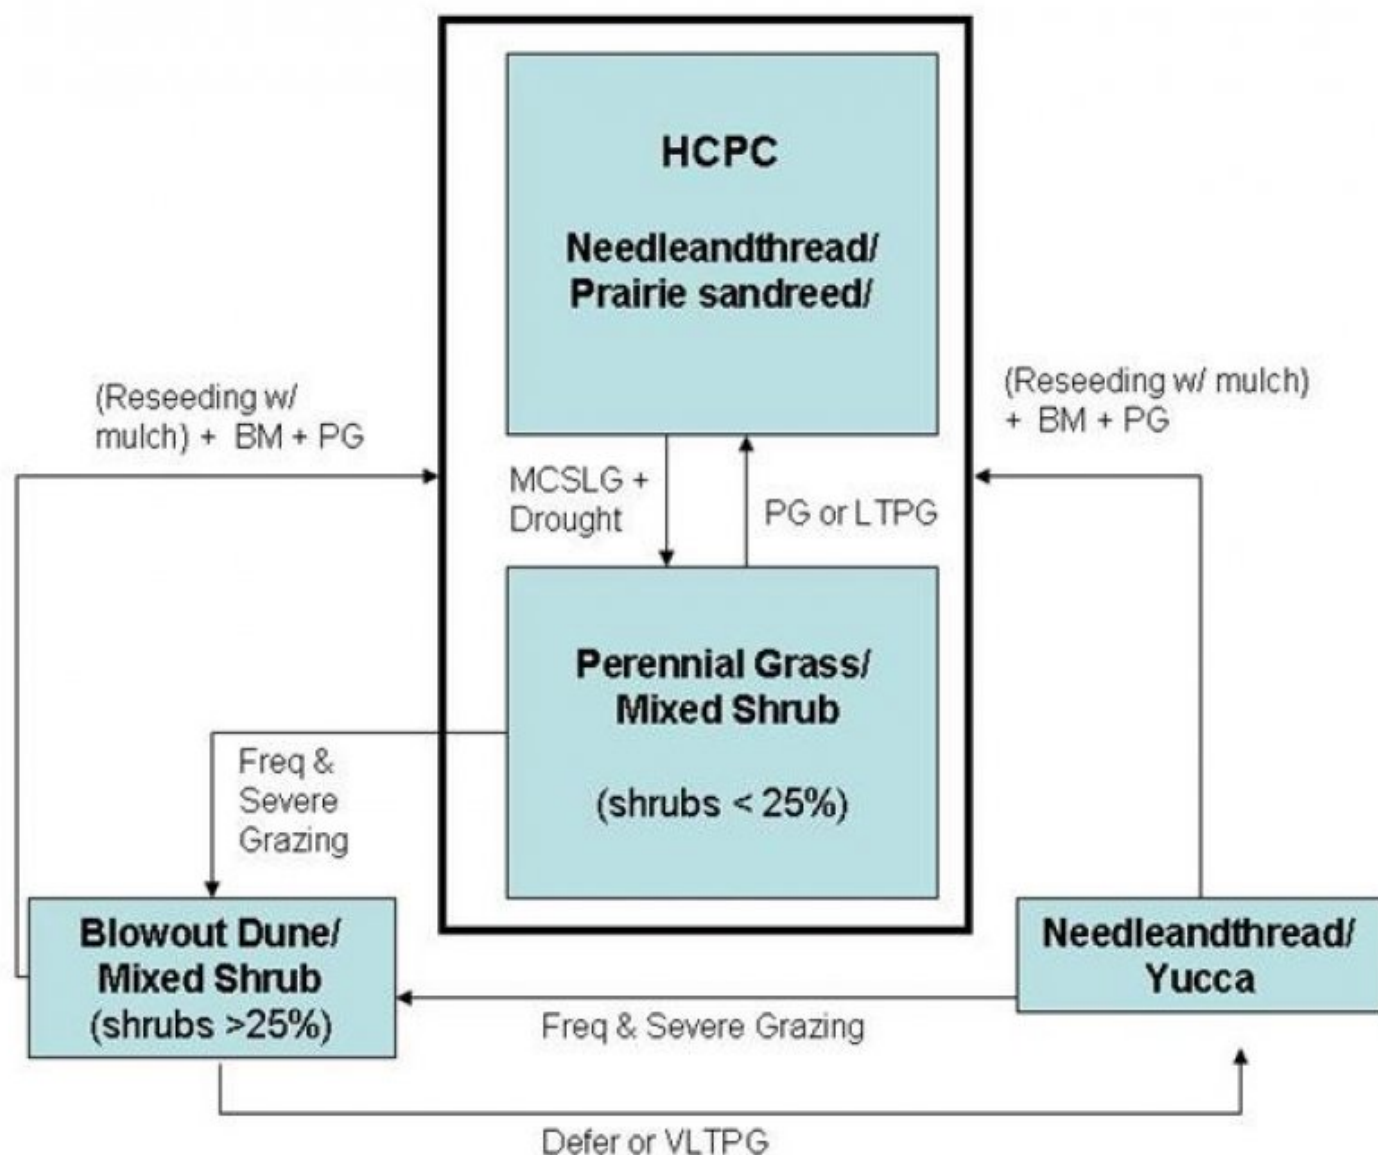 HCPC
Needleandthread/
Prairie sandreed/
(Reseeding w/
mulch) + BM + PG
(Reseeding w/ mulch)
+ BM + PG
MCSLG +
Drought
PG or LTPG
Perennial Grass/
Mixed Shrub
(shrubs < 25%)
Freq &
Severe
Grazing
Blowout Dune/
Mixed Shrub
(shrubs >25%)
Needleandthread/
Yucca
Freq & Severe Grazing
Defer or VLTPG